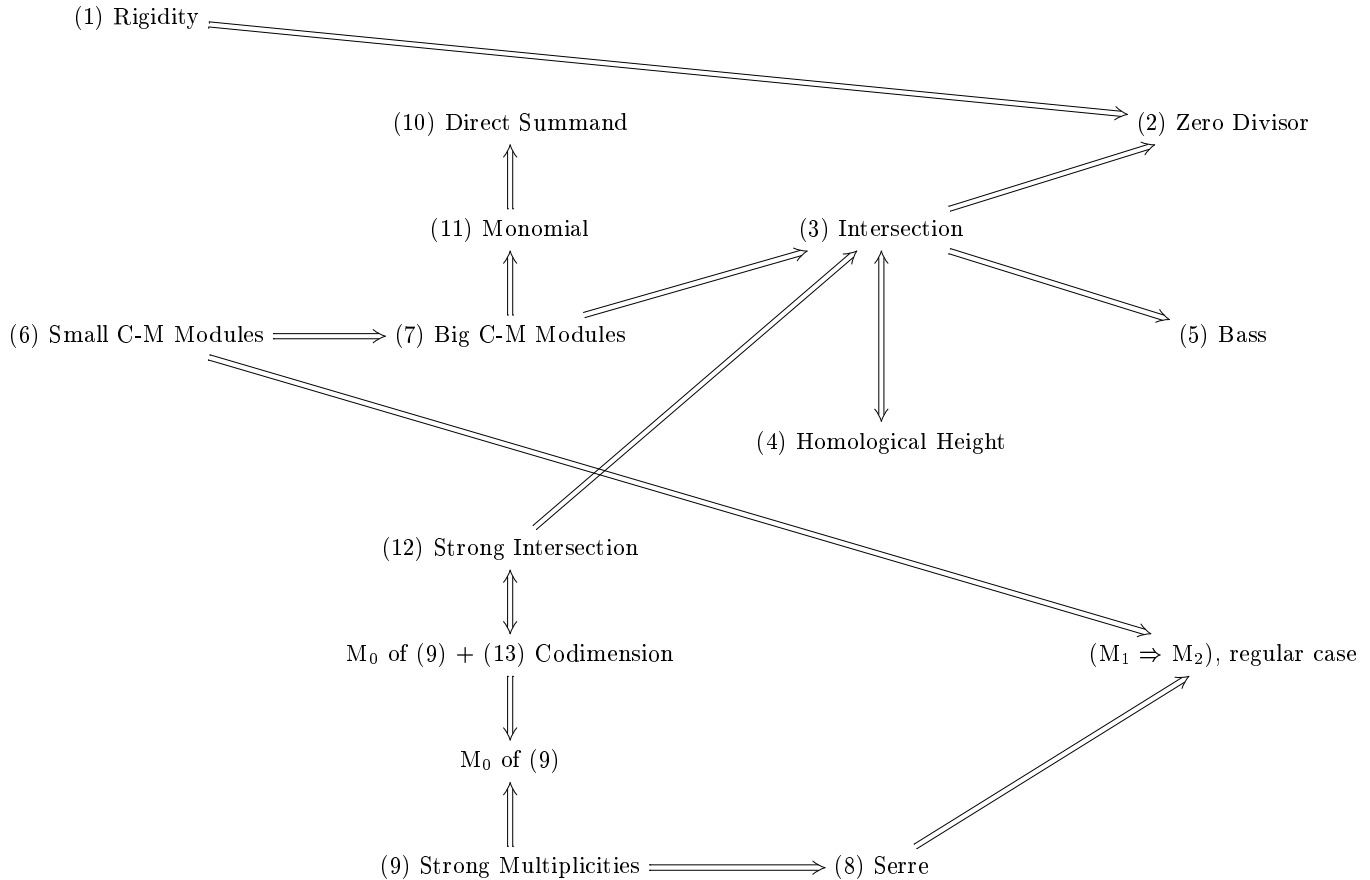 (1) Rigidity
(10) Direct Summand
(2) Zero Divisor
(11) Monomial
(3) Intersection
(6) Small C-M Modules
(7) Big C-M Modules
(5) Bass
(4) Homological Height
(12) Strong Intersection
M₀ of (9) + (13) Codimension
(M₁ ⇒ M₂), regular case
M₀ of (9)
(9) Strong Multiplicities
(8) Serre